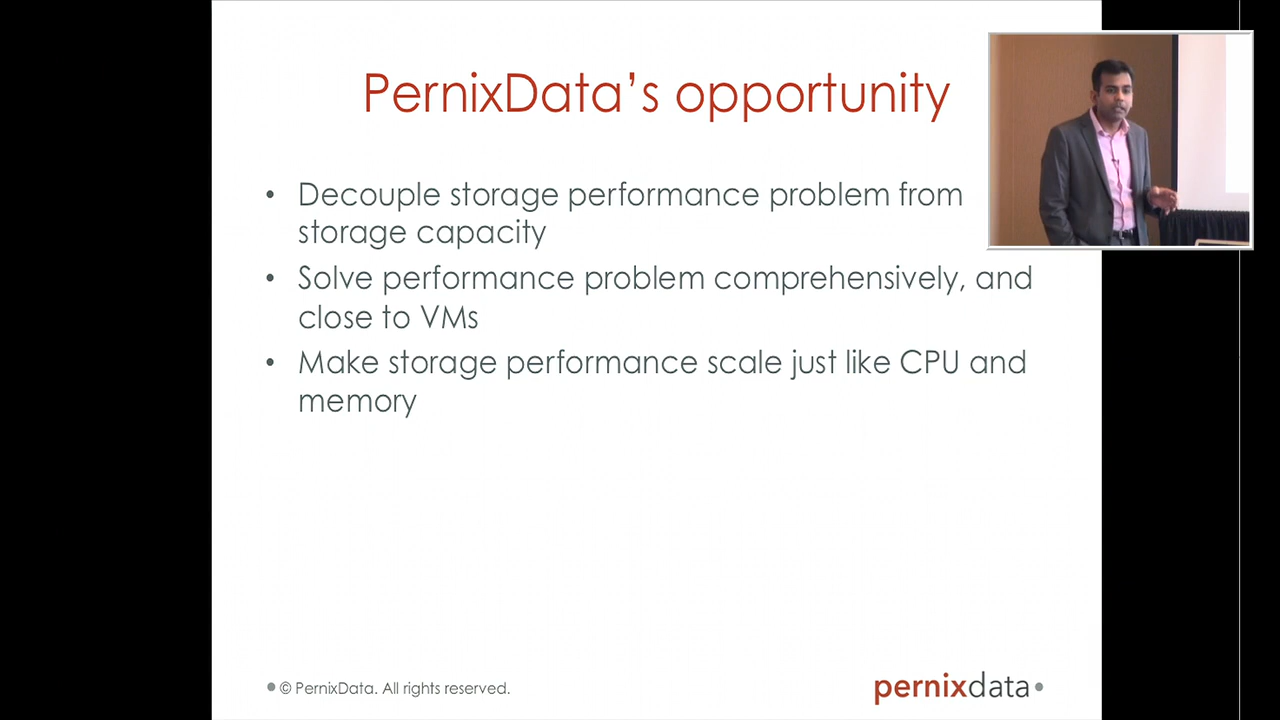 PernixData's opportunity
• Decouple storage performance problem from
storage capacity
• Solve performance problem comprehensively, and
close to VMs
• Make storage performance scale just like CPU and
memory
© PernixData. All rights reserved.
pernixdata